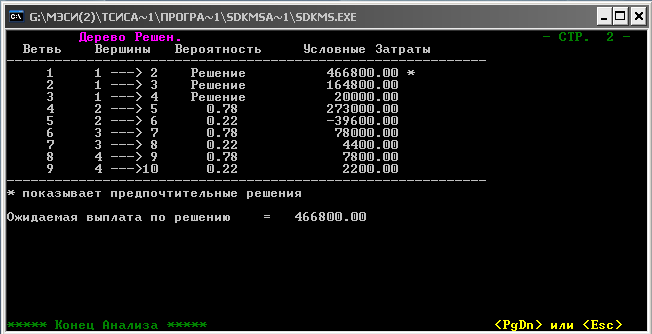 G:\МЭСИ(2)\ТСИСА~1\ПРОГРА~1\SDKMSA~1\SDKMS.EXE
Дерево Решен. - СТР. 2 -
Ветвь Вершины Вероятность Условные Затраты
1 1 ---> 2 Решение 466800.00 *
2 1 ---> 3 Решение 164800.00
3 1 ---> 4 Решение 20000.00
4 2 ---> 5 0.78 273000.00
5 2 ---> 6 0.22 -39600.00
6 3 ---> 7 0.78 78000.00
7 3 ---> 8 0.22 4400.00
8 4 ---> 9 0.78 7800.00
9 4 --->10 0.22 2200.00
* показывает предпочтительные решения
Ожидаемая выплата по решению = 466800.00
***** Конец Анализа ***** <PgDn> или <Esc>